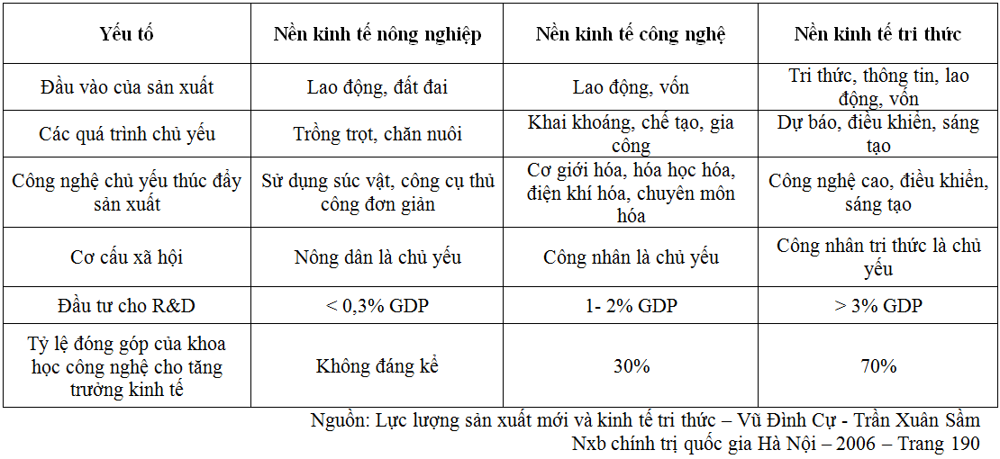 Yếu tố
Nền kinh tế nông nghiệp
Nền kinh tế công nghệ
Nền kinh tế tri thức
Đầu vào của sản xuất
Lao động, đất đai
Lao động, vốn
Tri thức, thông tin, lao
động, vốn
Các quá trình chủ yếu
Trồng trọt, chăn nuôi
Khai khoáng, chế tạo, gia
công
Dự báo, điều khiển, sáng
tạo
Công nghệ chủ yếu thúc đẩy
sản xuất
Sử dụng súc vật, công cụ thủ
công đơn giản
Cơ giới hóa, hóa học hóa,
điện khí hóa, chuyên môn
hóa
Công nghệ cao, điều khiển,
sáng tạo
Cơ cấu xã hội
Nông dân là chủ yếu
Công nhân là chủ yếu
Công nhân tri thức là chủ
yếu
Đầu tư cho R&D
< 0,3% GDP
1- 2% GDP
> 3% GDP
Tỷ lệ đóng góp của khoa
học công nghệ cho tăng
trưởng kinh tế
Không đáng kể
30%
70%
Nguồn: Lực lượng sản xuất mới và kinh tế tri thức – Vũ Đình Cự - Trần Xuân Sầm
Nxb chính trị quốc gia Hà Nội – 2006 – Trang 190